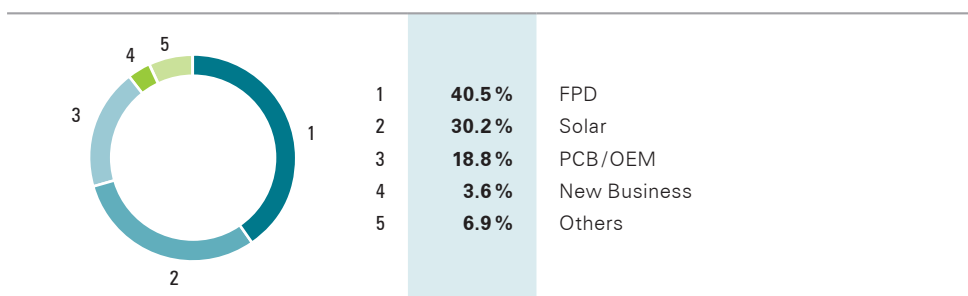 5
4
3
1
2
1 40.5 % FPD
2 30.2 % Solar
3 18.8 % PCB/OEM
4 3.6 % New Business
5 6.9 % Others